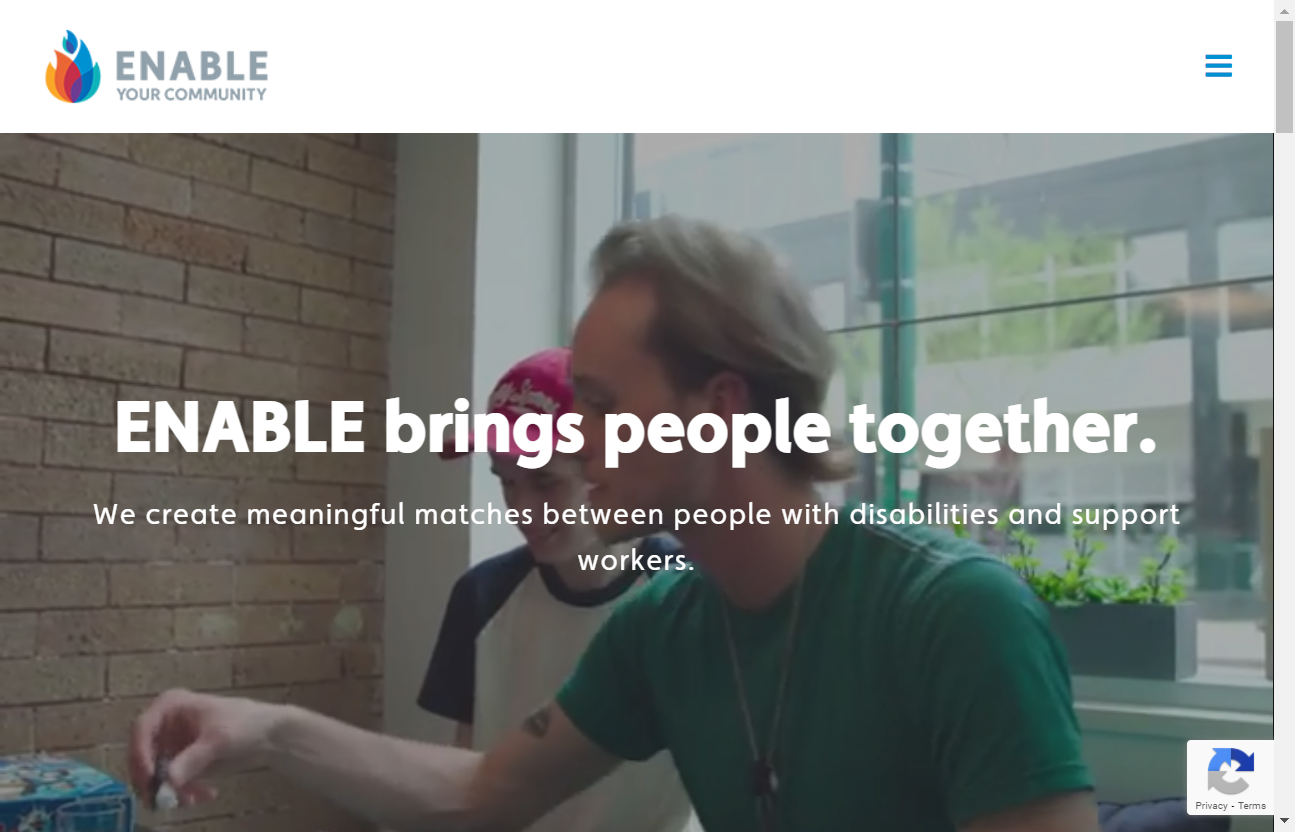 ENABLE
YOUR COMMUNITY
ENABLE brings people together.
We create meaningful matches between people with disabilities and support
workers.
Privacy - Terms